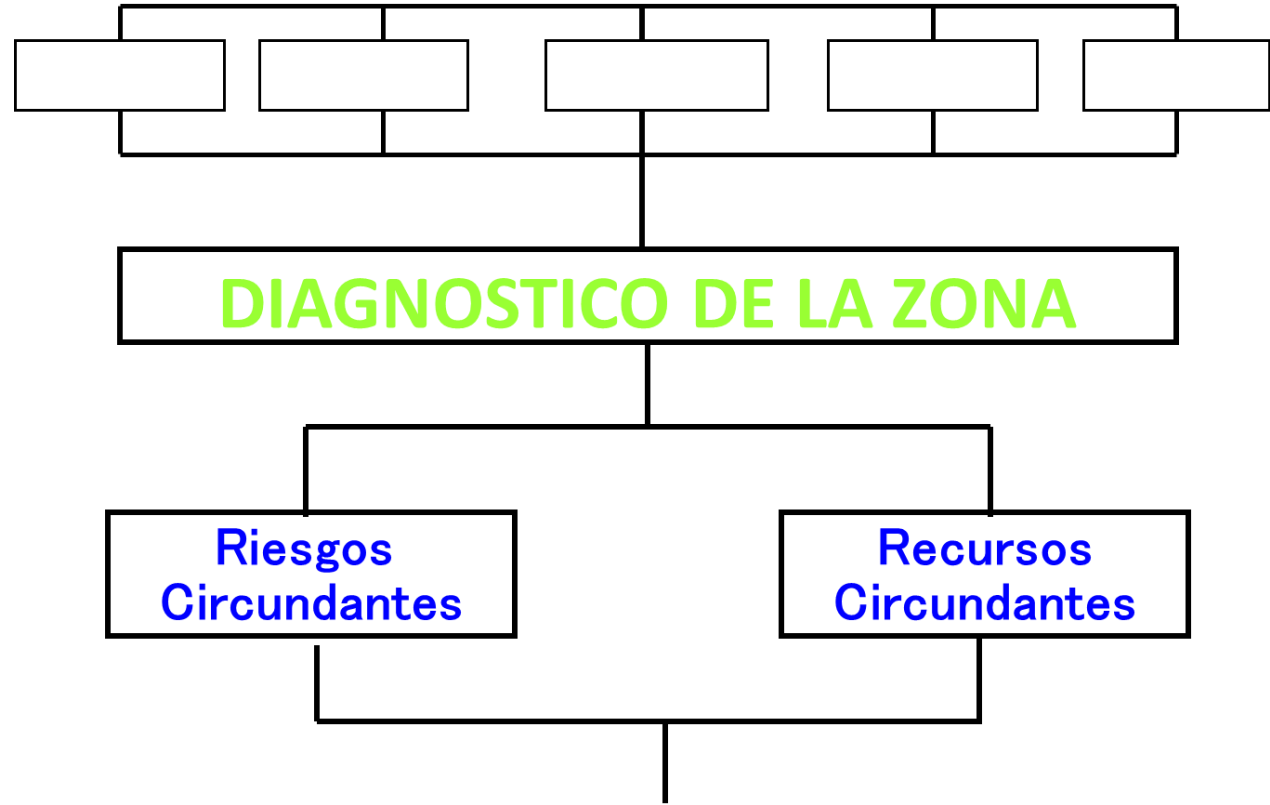 DIAGNOSTICO DE LA ZONA
Riesgos
Circundantes
Recursos
Circundantes